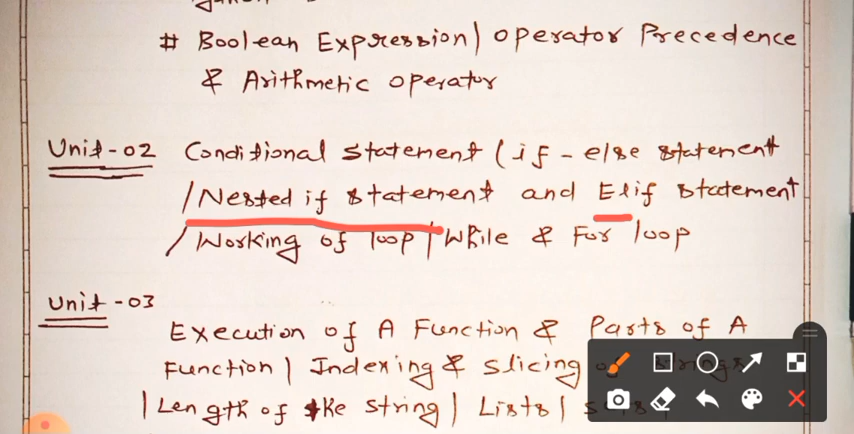 # Boolean Expression | operator Precedence
& Arithmetic operator
Unit-02 Conditional statement (if - else statement
/ Nested if statement and Elif statement
/ Working of loop | While & For loop
Unit-03
Execution of A Function & Parts of A
Function | Indexing & slicing
| Length of the string | Lists |